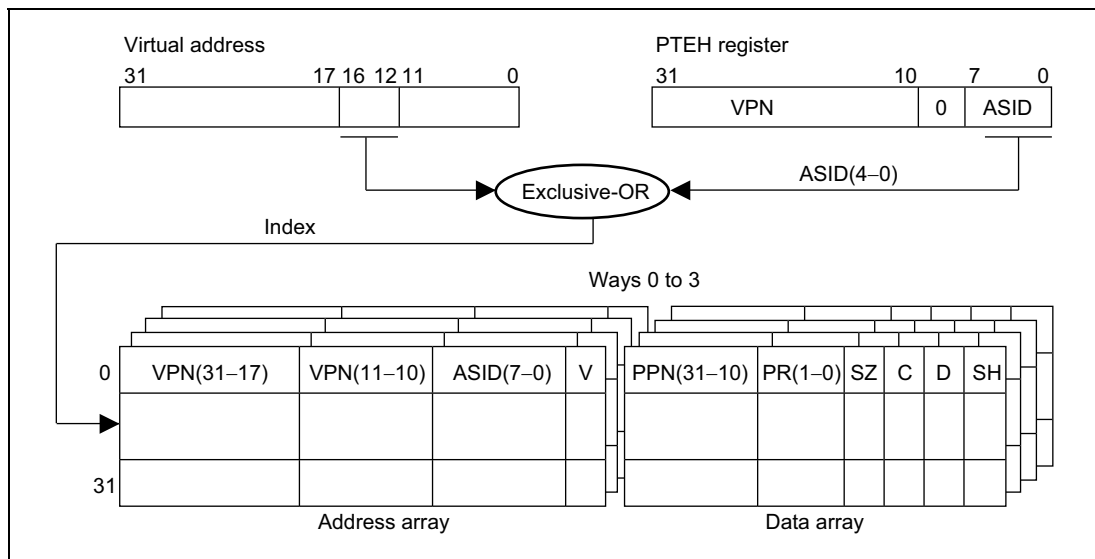 Virtual address
PTEH register
31 17 16 12 11 0
31 10 7 0
VPN 0 ASID
ASID(4–0)
Exclusive-OR
Index
Ways 0 to 3
0 VPN(31–17) VPN(11–10) ASID(7–0) V PPN(31–10) PR(1–0) SZ C D SH
31
Address array
Data array